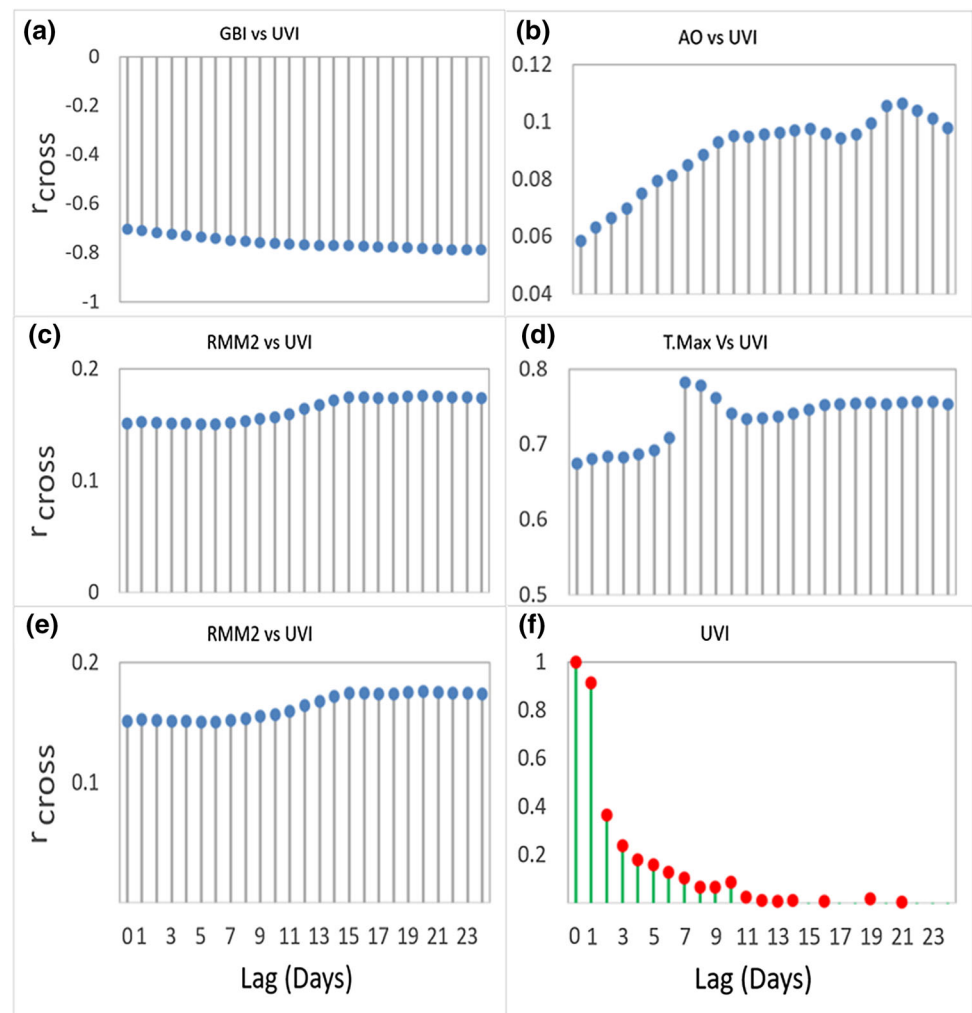 (a)
GBI vs UVI
0
-0.2
-0.4
-0.6
-0.8
-1
r cross
(b)
AO vs UVI
0.12
0.1
0.08
0.06
0.04
(c)
RMM2 vs UVI
0.2
0.1
0
r cross
(d)
T.Max Vs UVI
0.8
0.7
0.6
0.5
(e)
RMM2 vs UVI
0.2
0.1
r cross
0 1 3 5 7 9 11 13 15 17 19 21 23
Lag (Days)
(f)
UVI
1
0.8
0.6
0.4
0.2
0 1 3 5 7 9 11 13 15 17 19 21 23
Lag (Days)